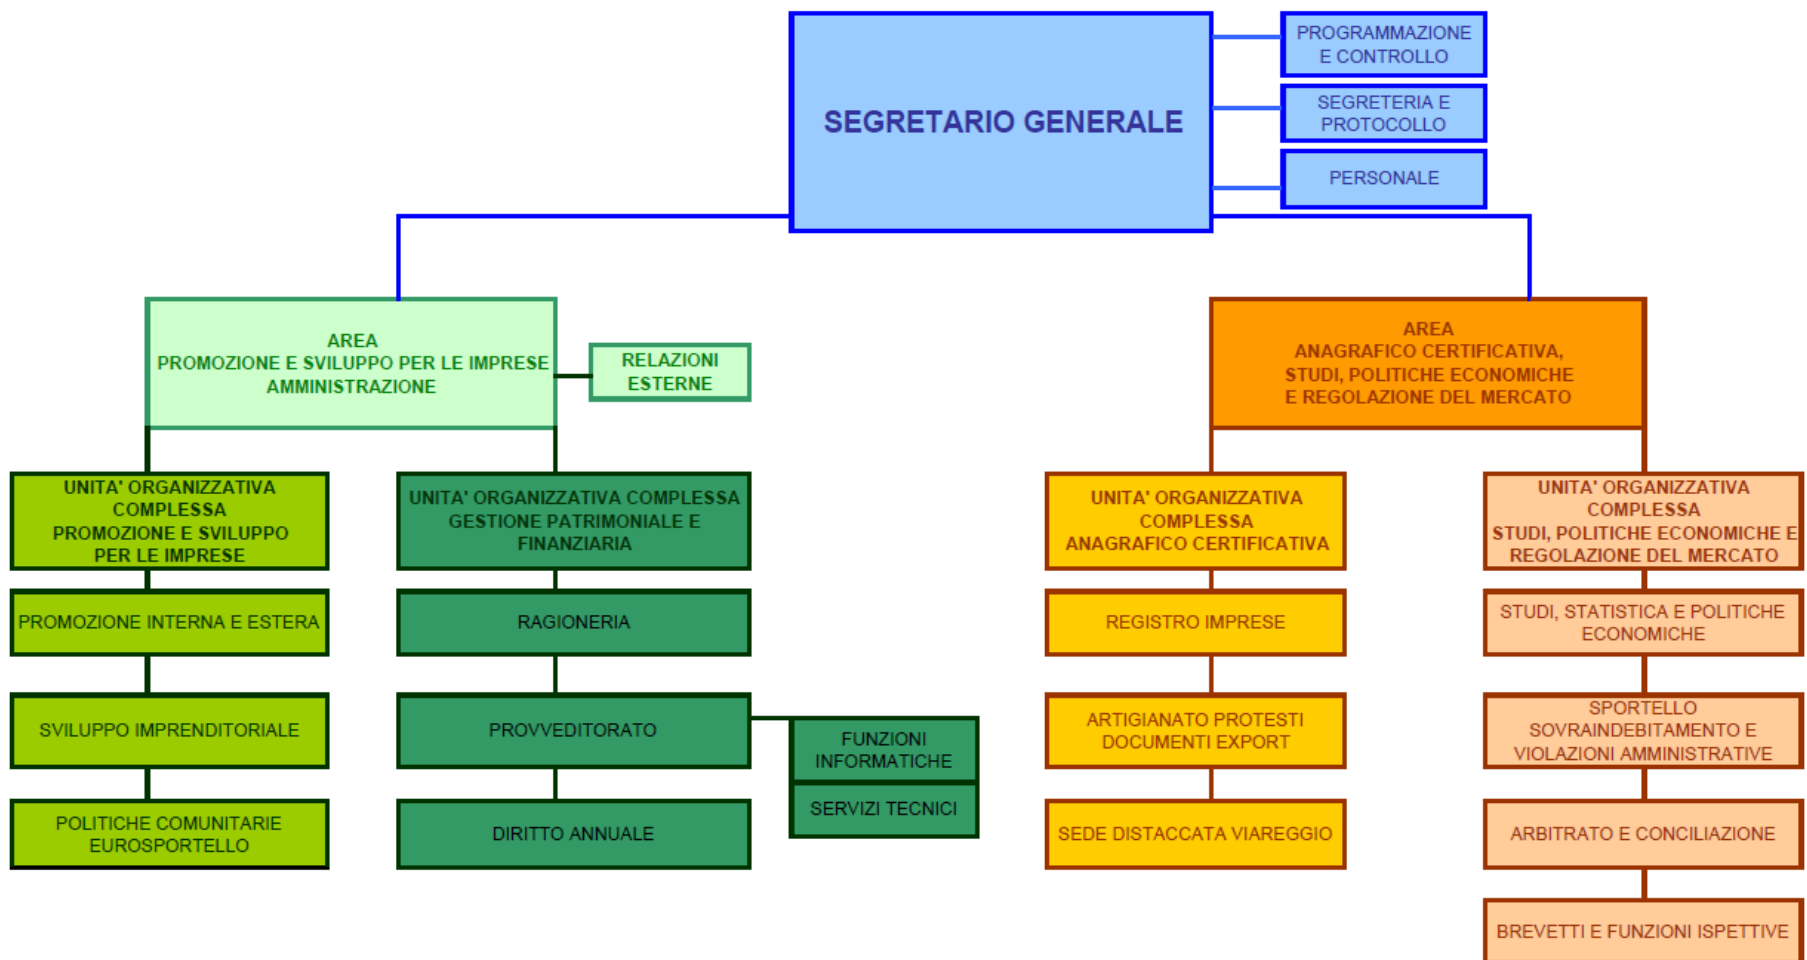 SEGRETARIO GENERALE
PROGRAMMAZIONE
E CONTROLLO
SEGRETERIA E
PROTOCOLLO
PERSONALE
AREA
PROMOZIONE E SVILUPPO PER LE IMPRESE
AMMINISTRAZIONE
RELAZIONI
ESTERNE
AREA
ANAGRAFICO CERTIFICATIVA,
STUDI, POLITICHE ECONOMICHE
E REGOLAZIONE DEL MERCATO
UNITA' ORGANIZZATIVA
COMPLESSA
PROMOZIONE E SVILUPPO
PER LE IMPRESE
PROMOZIONE INTERNA E ESTERA
SVILUPPO IMPRENDITORIALE
POLITICHE COMUNITARIE
EUROSPORTELLO
UNITA' ORGANIZZATIVA COMPLESSA
GESTIONE PATRIMONIALE E
FINANZIARIA
RAGIONERIA
PROVVEDITORATO
FUNZIONI
INFORMATICHE
SERVIZI TECNICI
DIRITTO ANNUALE
UNITA' ORGANIZZATIVA
COMPLESSA
ANAGRAFICO CERTIFICATIVA
REGISTRO IMPRESE
ARTIGIANATO PROTESTI
DOCUMENTI EXPORT
SEDE DISTACCATA VIAREGGIO
UNITA' ORGANIZZATIVA
COMPLESSA
STUDI, POLITICHE ECONOMICHE E
REGOLAZIONE DEL MERCATO
STUDI, STATISTICA E POLITICHE
ECONOMICHE
SPORTELLO
SOVRAINDEBITAMENTO E
VIOLAZIONI AMMINISTRATIVE
ARBITRATO E CONCILIAZIONE
BREVETTI E FUNZIONI ISPETTIVE